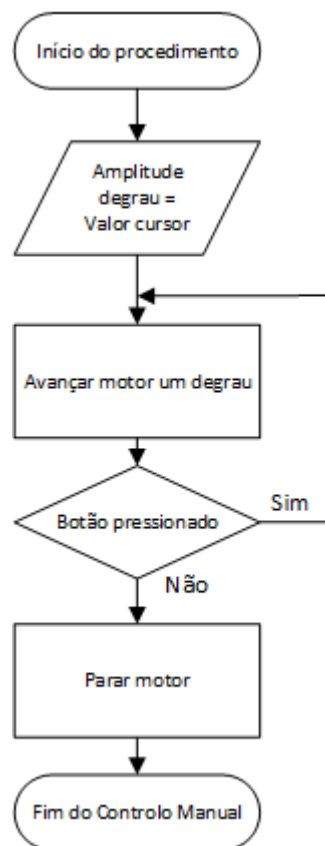 Início do procedimento
Amplitude
degrau =
Valor cursor
Avançar motor um degrau
Botão pressionado
Sim
Não
Parar motor
Fim do Controlo Manual